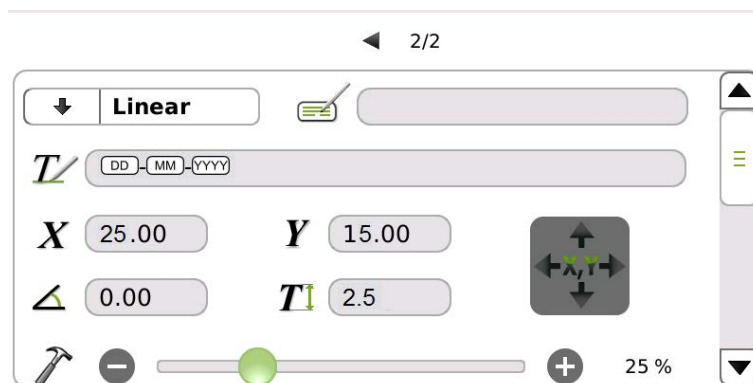 2/2
Linear
T DD-MM-YYYY
X 25.00 Y 15.00 X,Y
0.00 T 2.5
25 %